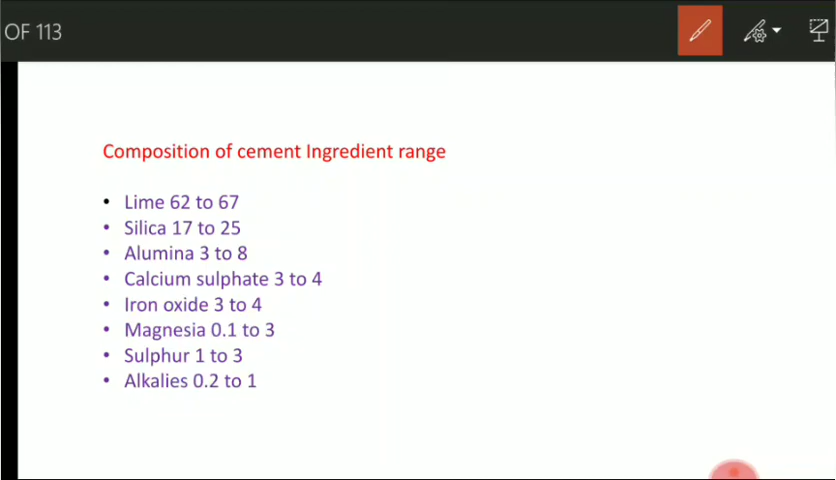 OF 113
Composition of cement Ingredient range
• Lime 62 to 67
• Silica 17 to 25
• Alumina 3 to 8
• Calcium sulphate 3 to 4
• Iron oxide 3 to 4
• Magnesia 0.1 to 3
• Sulphur 1 to 3
• Alkalies 0.2 to 1